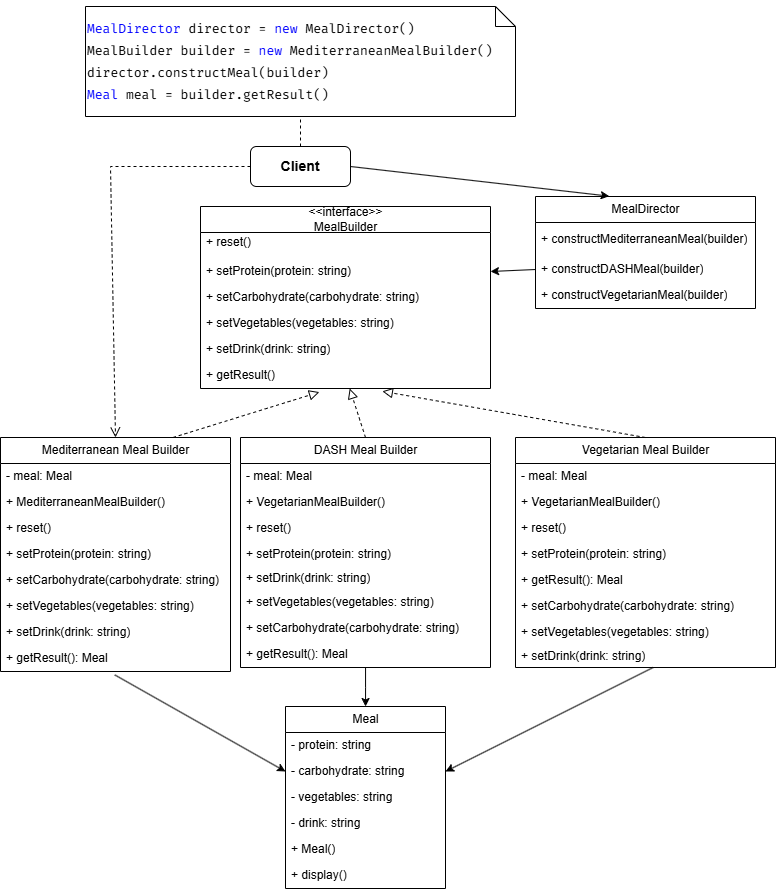 MealDirector director = new MealDirector()
MealBuilder builder = new MediterraneanMealBuilder()
director.constructMeal(builder)
Meal meal = builder.getResult()
Client
<<interface>>
MealBuilder
+ reset()
+ setProtein(protein: string)
+ setCarbohydrate(carbohydrate: string)
+ setVegetables(vegetables: string)
+ setDrink(drink: string)
+ getResult()
MealDirector
+ constructMediterraneanMeal(builder)
+ constructDASHMeal(builder)
+ constructVegetarianMeal(builder)
Mediterranean Meal Builder
- meal: Meal
+ MediterraneanMealBuilder()
+ reset()
+ setProtein(protein: string)
+ setCarbohydrate(carbohydrate: string)
+ setVegetables(vegetables: string)
+ setDrink(drink: string)
+ getResult(): Meal
DASH Meal Builder
- meal: Meal
+ VegetarianMealBuilder()
+ reset()
+ setProtein(protein: string)
+ setDrink(drink: string)
+ setVegetables(vegetables: string)
+ setCarbohydrate(carbohydrate: string)
+ getResult(): Meal
Vegetarian Meal Builder
- meal: Meal
+ VegetarianMealBuilder()
+ reset()
+ setProtein(protein: string)
+ getResult(): Meal
+ setCarbohydrate(carbohydrate: string)
+ setVegetables(vegetables: string)
+ setDrink(drink: string)
Meal
- protein: string
- carbohydrate: string
- vegetables: string
- drink: string
+ Meal()
+ display()